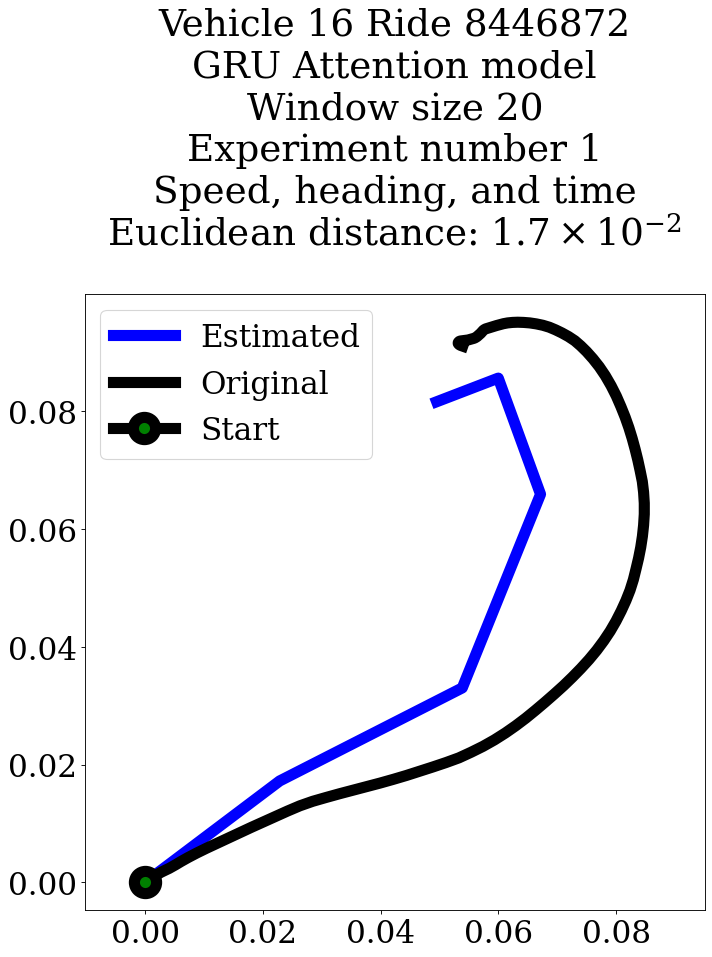 Vehicle 16 Ride 8446872
GRU Attention model
Window size 20
Experiment number 1
Speed, heading, and time
Euclidean distance: 1.7 × 10⁻²
Estimated
Original
Start
0.08
0.06
0.04
0.02
0.00
0.00 0.02 0.04 0.06 0.08